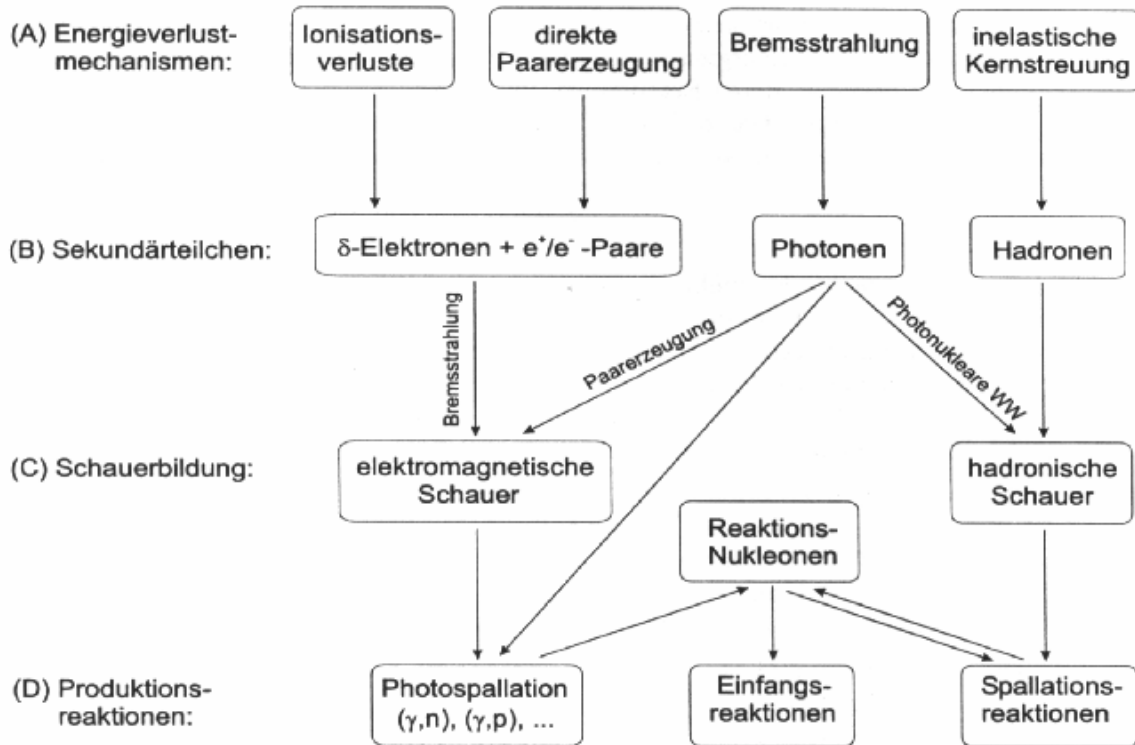 (A) Energieverlust-
mechanismen:
Ionisations-
verluste
direkte
Paarerzeugung
Bremsstrahlung
inelastische
Kernstreuung
(B) Sekundärteilchen:
δ-Elektronen + e⁺/e⁻ -Paare
Photonen
Hadronen
Bremsstrahlung
Paarerzeugung
Photonukleare WW
(C) Schauerbildung:
elektromagnetische
Schauer
hadronische
Schauer
Reaktions-
Nukleonen
(D) Produktions-
reaktionen:
Photospallation
(γ,n), (γ,p), ...
Einfangs-
reaktionen
Spallations-
reaktionen